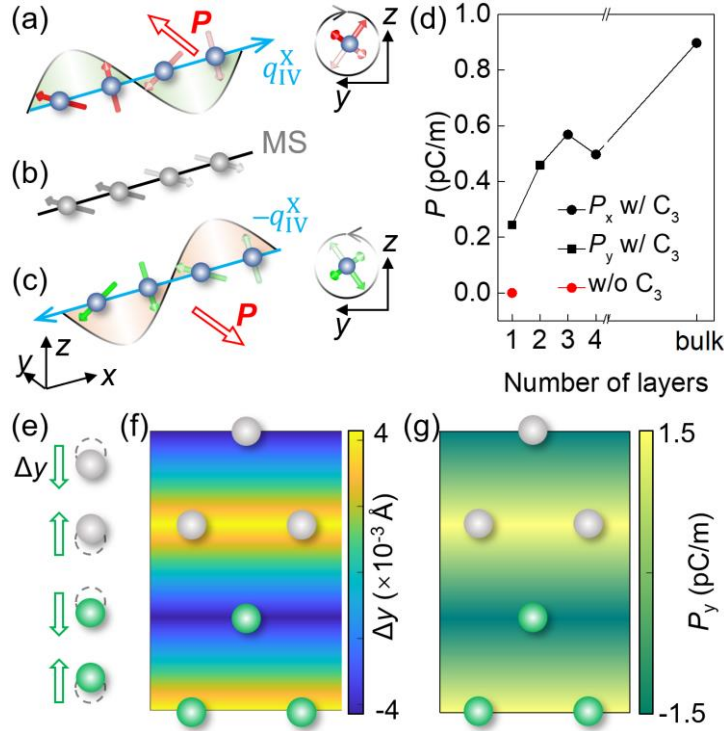 (a)
P
q_IV^X
z
y
(b)
MS
(c)
-q_IV^X
P
z
y
z
y
x
(d)
P (pC/m)
1.0
0.8
0.6
0.4
0.2
0.0
P_x w/ C_3
P_y w/ C_3
w/o C_3
1 2 3 4 bulk
Number of layers
(e)
Δy
(f)
4
Δy (×10^-3 Å)
-4
(g)
1.5
P_y (pC/m)
-1.5